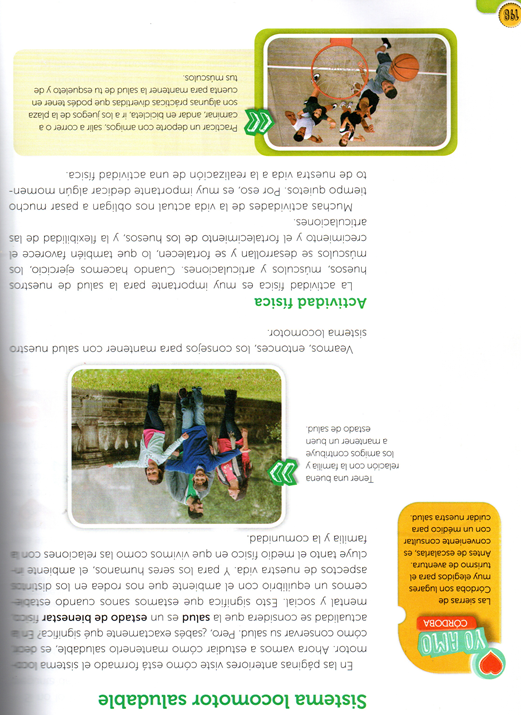 Sistema locomotor saludable
En las páginas anteriores viste cómo está formado el sistema loco-
motor. Ahora vamos a estudiar cómo mantenerlo saludable, es decir,
cómo conservar su salud. Pero, ¿sabés exactamente qué significa? En la
actualidad se considera que la salud es un estado de bienestar físico,
mental y social. Esto significa que estamos sanos cuando estable-
cemos un equilibrio con el ambiente que nos rodea en los distintos
aspectos de nuestra vida. Y para los seres humanos, el ambiente in-
cluye tanto el medio físico en que vivimos como las relaciones con la
familia y la comunidad.
YO AMO
CÓRDOBA
Las sierras de
Córdoba son lugares
muy elegidos para el
turismo de aventura.
Antes de escalarlas, es
conveniente consultar
con un médico para
cuidar nuestra salud.
Tener una buena
relación con la familia y
los amigos contribuye
a mantener un buen
estado de salud.
Veamos, entonces, los consejos para mantener con salud nuestro
sistema locomotor.
Actividad física
La actividad física es muy importante para la salud de nuestros
huesos, músculos y articulaciones. Cuando hacemos ejercicio, los
músculos se desarrollan y se fortalecen, lo que también favorece el
crecimiento y el fortalecimiento de los huesos, y la flexibilidad de las
articulaciones.
Muchas actividades de la vida actual nos obligan a pasar mucho
tiempo quietos. Por eso, es muy importante dedicar algún momen-
to de nuestra vida a la realización de una actividad física.
Practicar un deporte con amigos, salir a correr o a
caminar, andar en bicicleta, ir a los juegos de la plaza
son algunas prácticas divertidas que podés tener en
cuenta para mantener la salud de tu esqueleto y de
tus músculos.